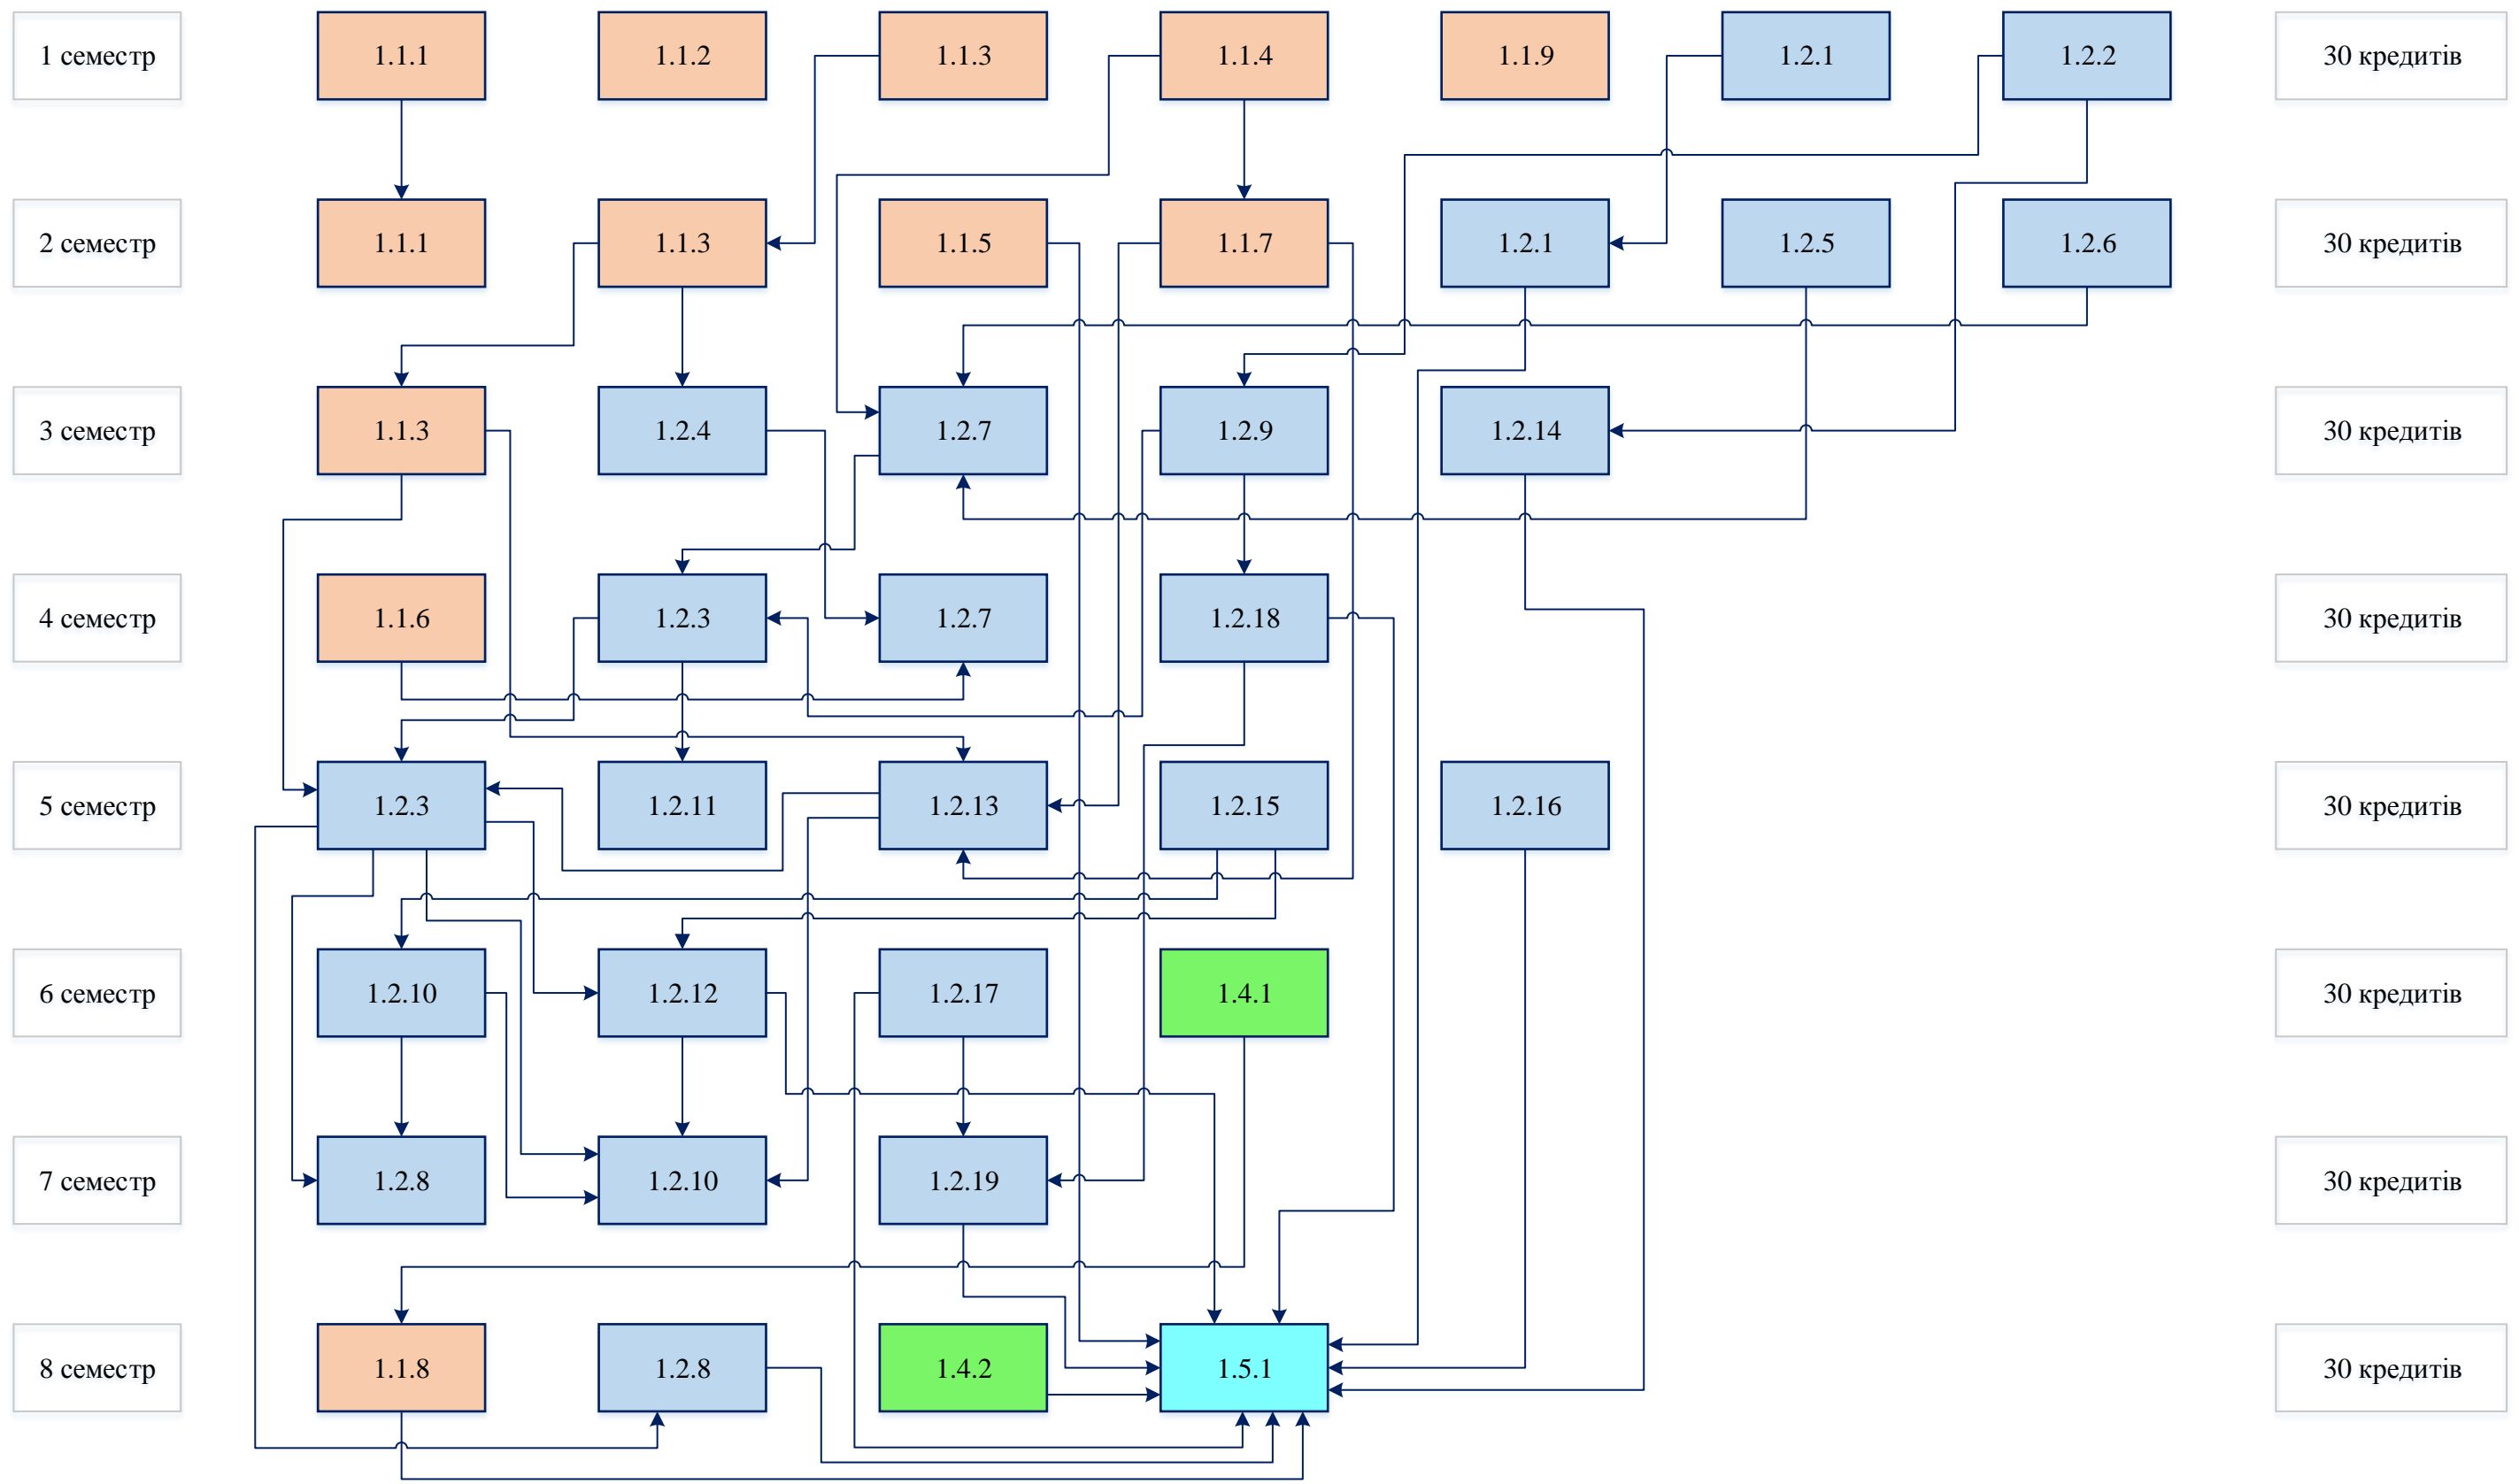 1 семестр
1.1.1
1.1.2
1.1.3
1.1.4
1.1.9
1.2.1
1.2.2
30 кредитів
2 семестр
1.1.1
1.1.3
1.1.5
1.1.7
1.2.1
1.2.5
1.2.6
30 кредитів
3 семестр
1.1.3
1.2.4
1.2.7
1.2.9
1.2.14
30 кредитів
4 семестр
1.1.6
1.2.3
1.2.7
1.2.18
30 кредитів
5 семестр
1.2.3
1.2.11
1.2.13
1.2.15
1.2.16
30 кредитів
6 семестр
1.2.10
1.2.12
1.2.17
1.4.1
30 кредитів
7 семестр
1.2.8
1.2.10
1.2.19
30 кредитів
8 семестр
1.1.8
1.2.8
1.4.2
1.5.1
30 кредитів